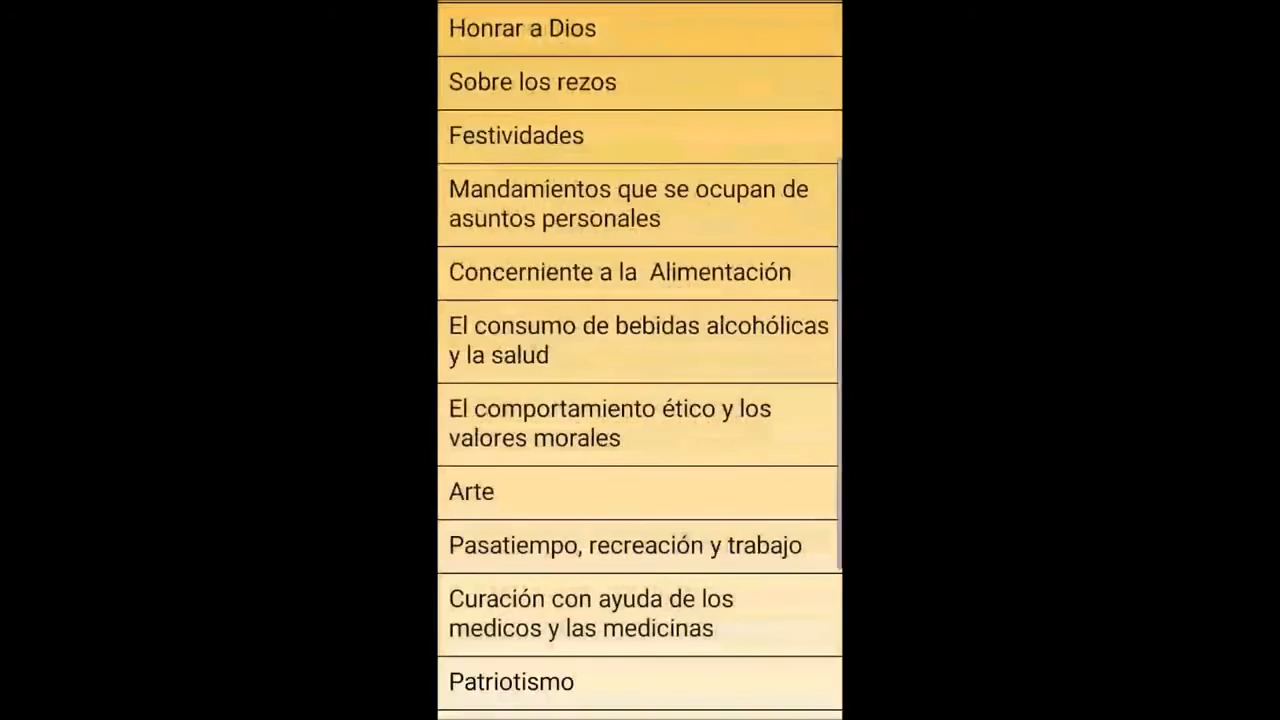 Honrar a Dios
Sobre los rezos
Festividades
Mandamientos que se ocupan de
asuntos personales
Concerniente a la  Alimentación
El consumo de bebidas alcohólicas
y la salud
El comportamiento ético y los
valores morales
Arte
Pasatiempo, recreación y trabajo
Curación con ayuda de los
medicos y las medicinas
Patriotismo